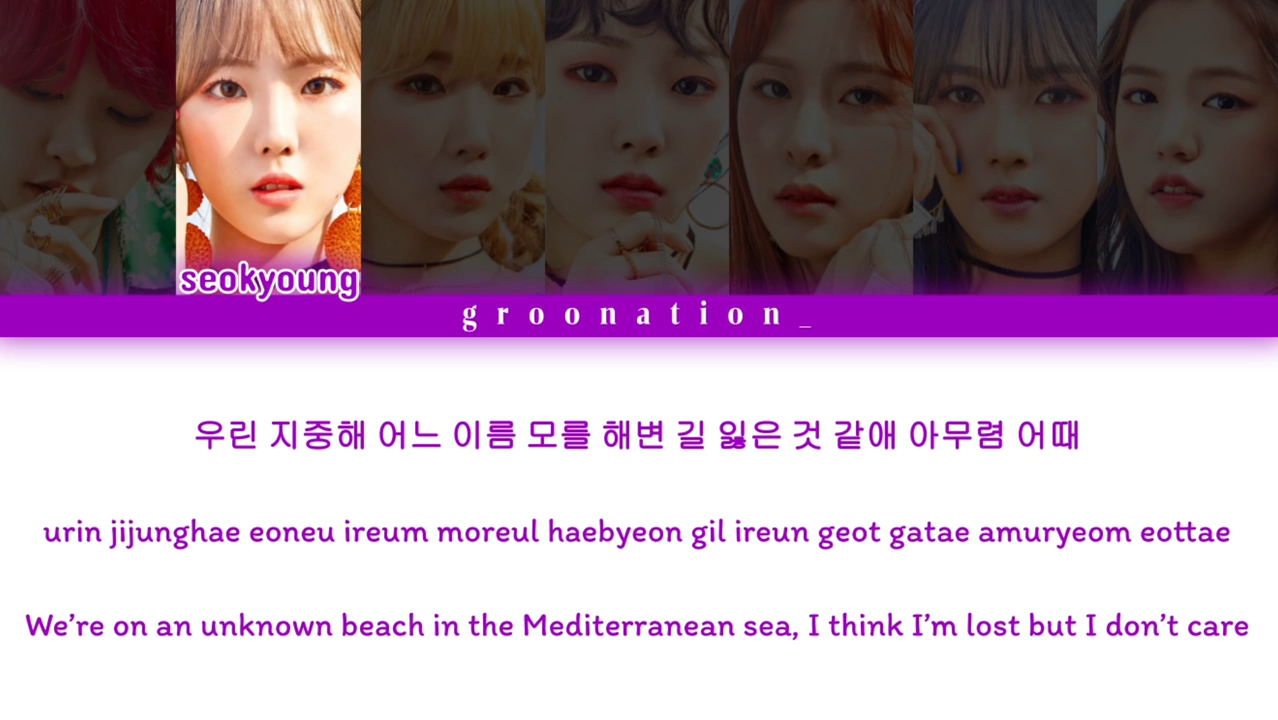 seokyoung
groonation_
우린 지중해 어느 이름 모를 해변 길 잃은 것 같애 아무렴 어때
urin jijunghae eoneu ireum moreul haebyeon gil ireun geot gatae amuryeom eottae
We’re on an unknown beach in the Mediterranean sea, I think I’m lost but I don’t care